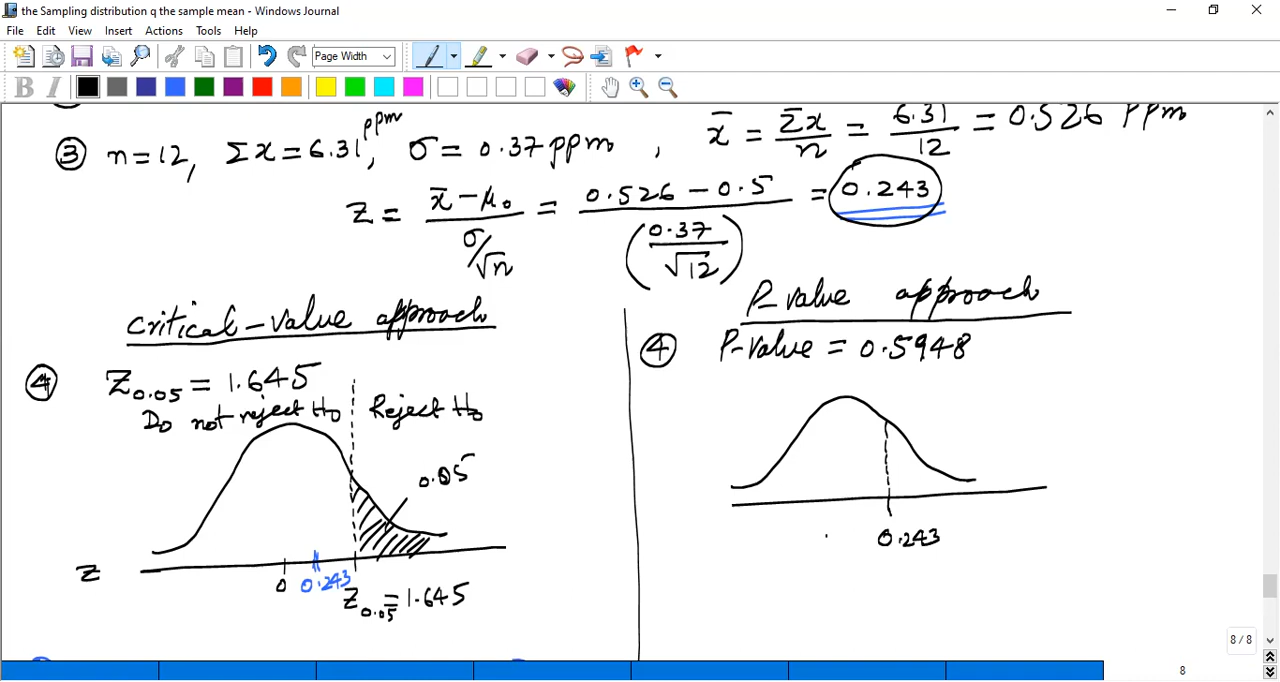 the Sampling distribution q the sample mean - Windows Journal
File Edit View Insert Actions Tools Help
Page Width
B I
③ n=12, Σx=6.31 ppm, σ= 0.37 ppm, x̄ = Σx/n = 6.31/12 = 0.526 ppm
Z = (x̄ - μ₀)/(σ/√n) = (0.526 - 0.5)/(0.37/√12) = 0.243
Critical-value approach
④ Z0.05 = 1.645
Do not reject H₀ Reject H₀
0.05
Z 0 0.243
Z0.05=1.645
P-value approach
④ P-value = 0.5948
0.243
8 / 8
8